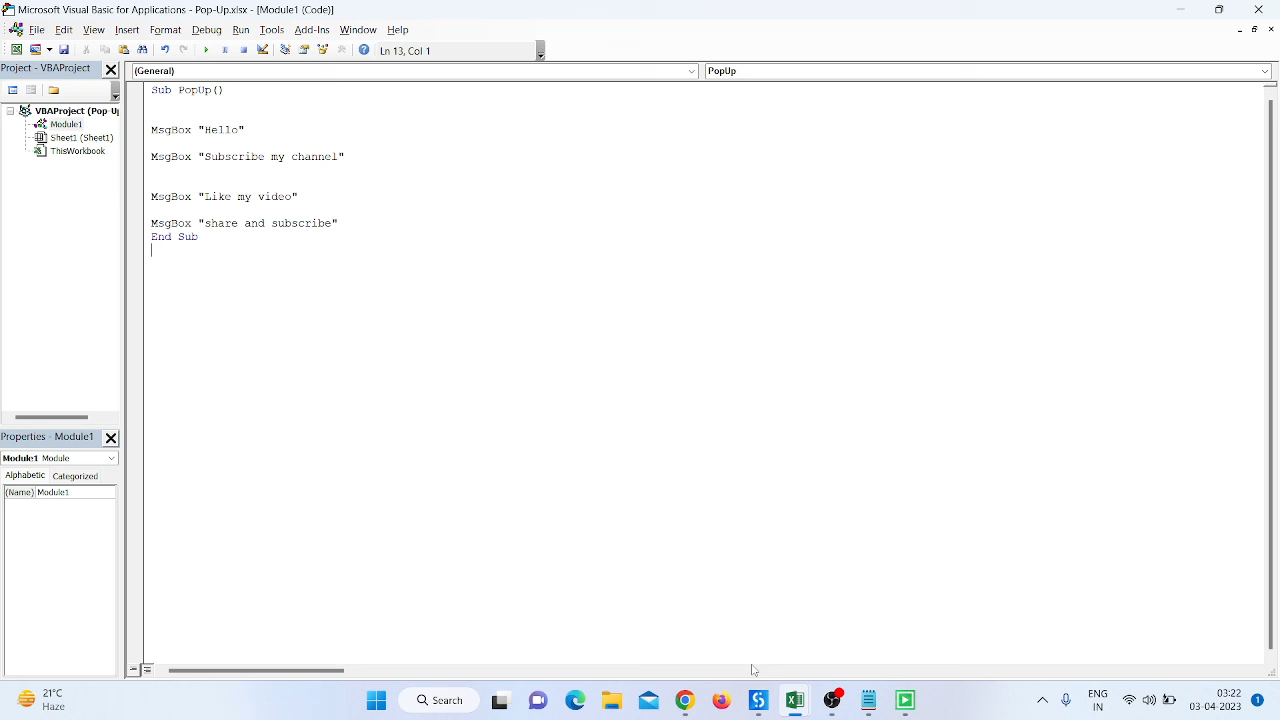 Microsoft Visual Basic for Applications - Pop-Up.xlsx - [Module1 (Code)]
File Edit View Insert Format Debug Run Tools Add-Ins Window Help
Ln 13, Col 1
Project - VBAProject
(General)
PopUp
VBAProject (Pop-U
Module1
Sheet1 (Sheet1)
ThisWorkbook
Sub PopUp()
MsgBox "Hello"
MsgBox "Subscribe my channel"
MsgBox "Like my video"
MsgBox "share and subscribe"
End Sub
Properties - Module1
Module1 Module
Alphabetic Categorized
(Name) Module1
21°C
Haze
Search
ENG
IN
03:22
03-04-2023
1